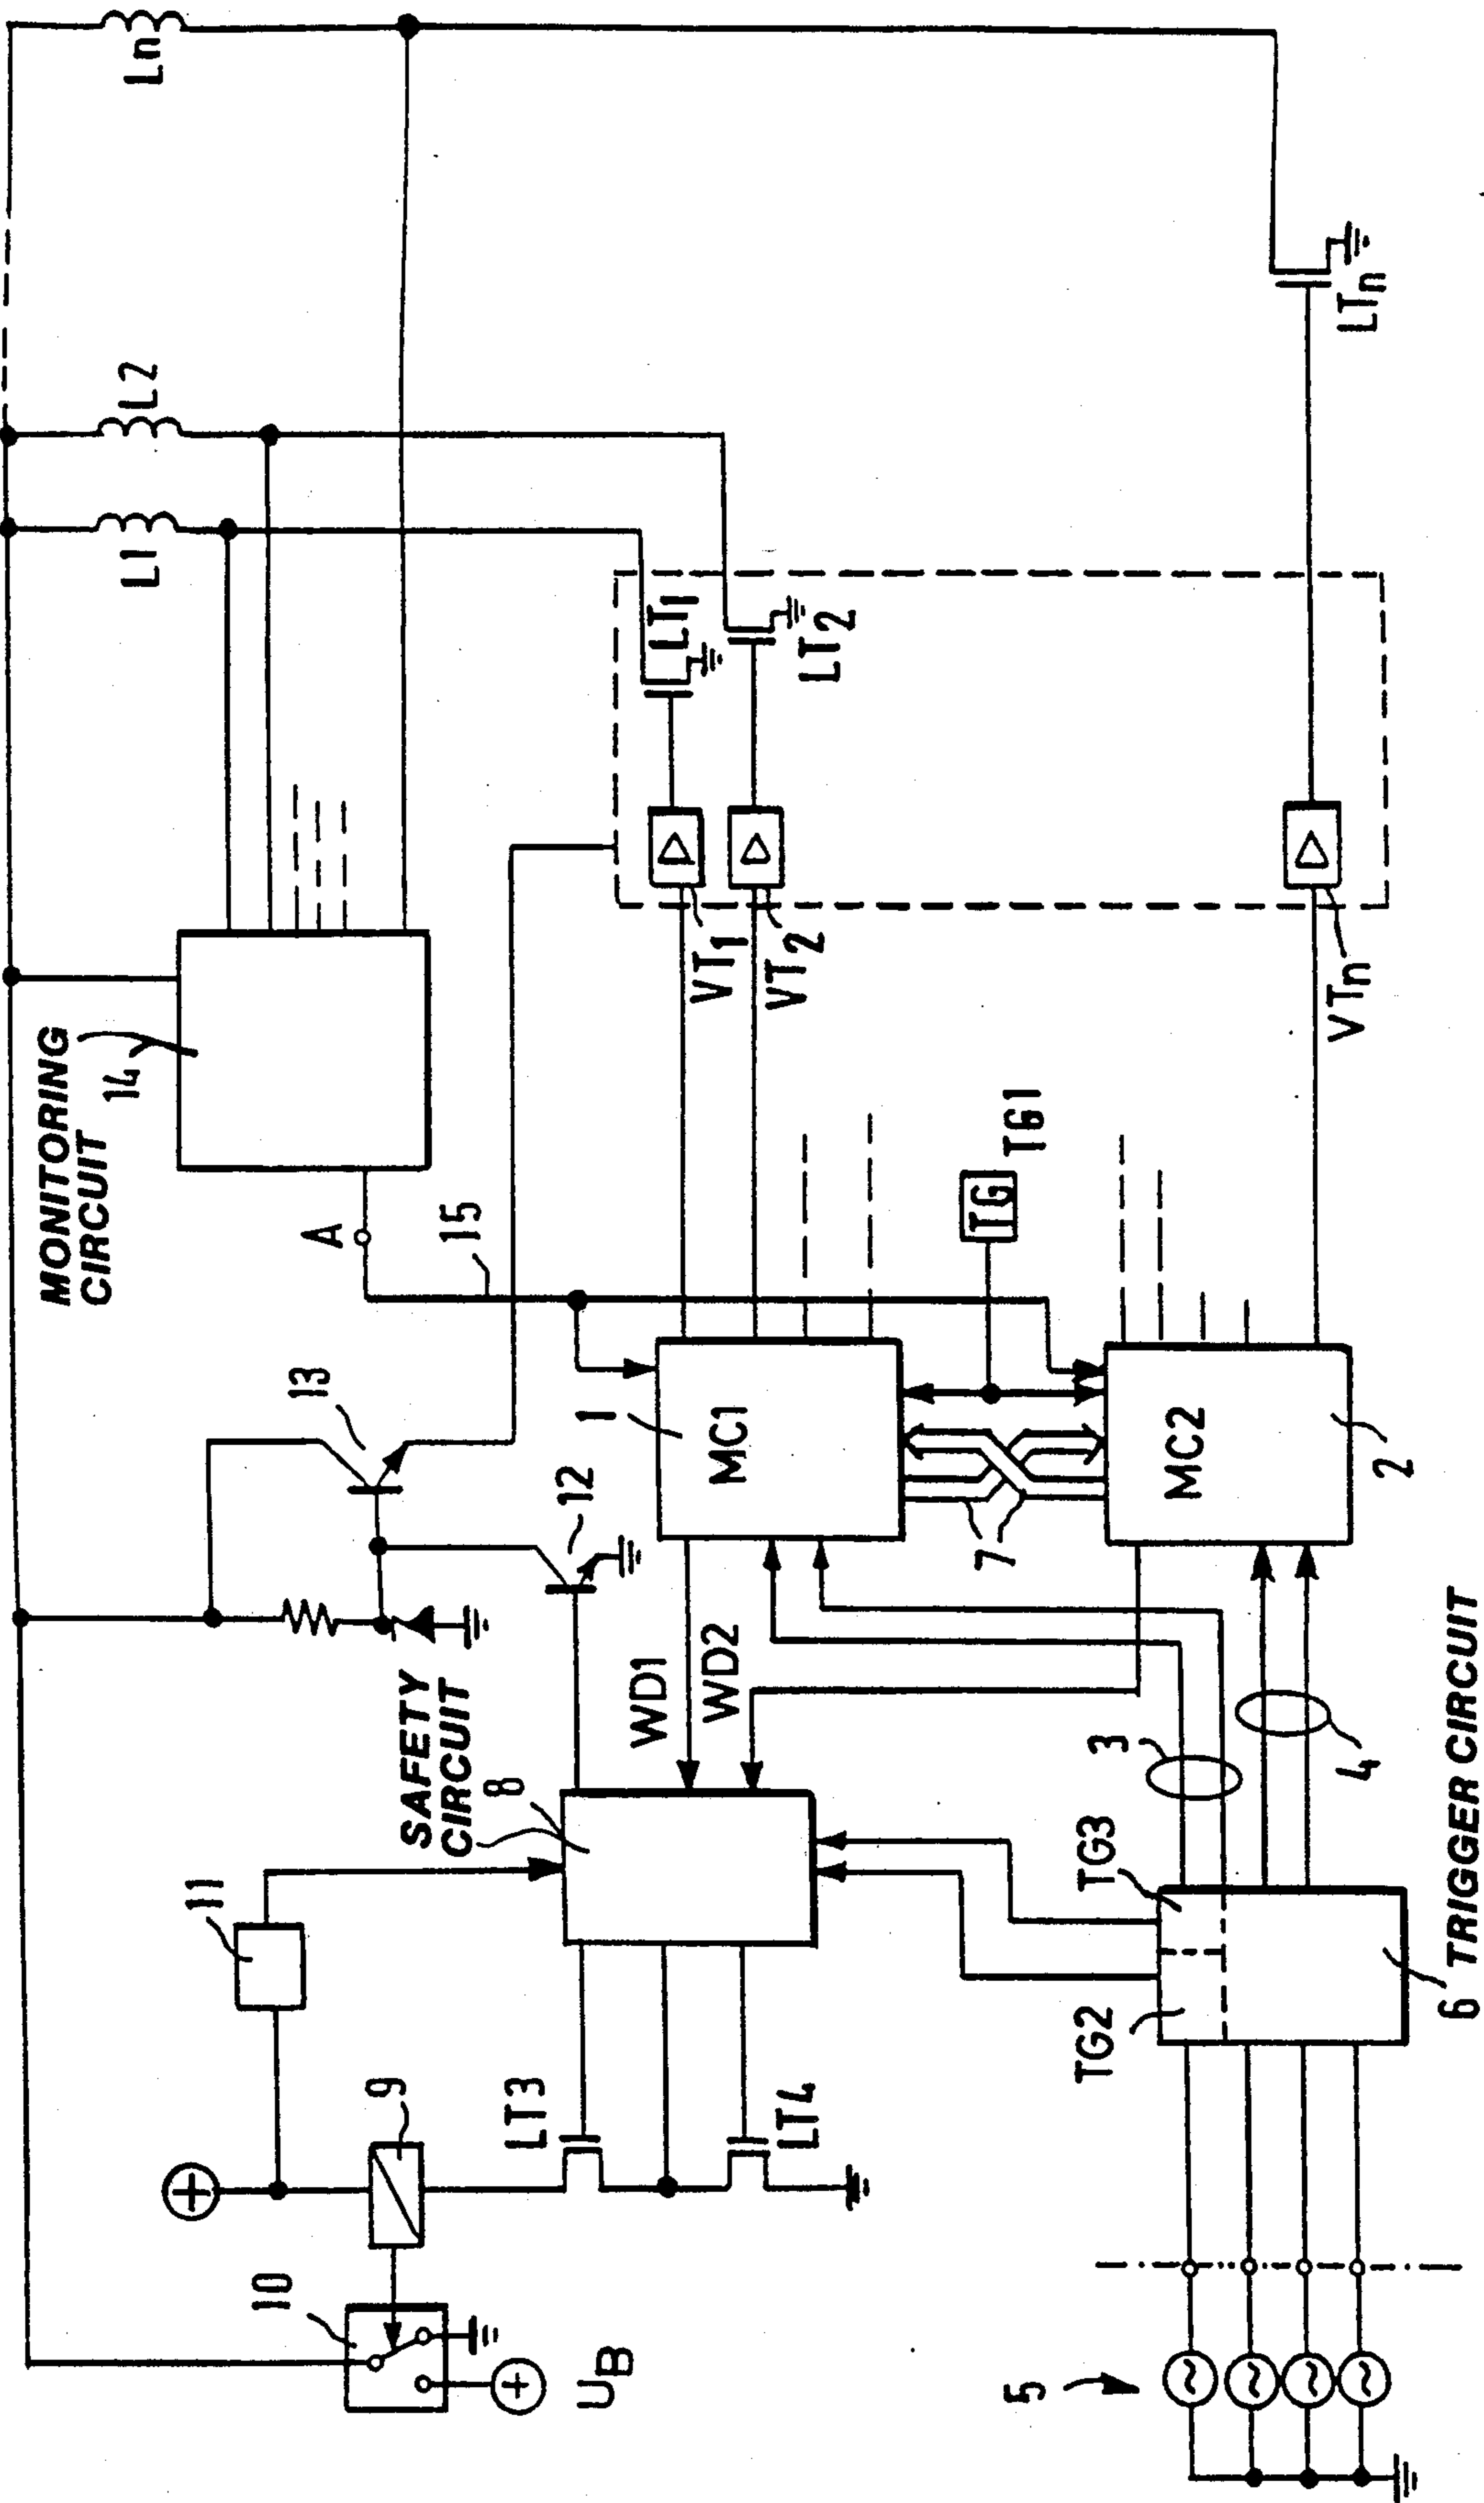 Ln
L2
L1
MONITORING
CIRCUIT
14
A
15
13
12
SAFETY
CIRCUIT
8
11
9
10
UB
LT3
LT4
WD1
WD2
1
MC1
7
MC2
2
TG
TG1
VT1
VT2
VTn
LT1
LT2
LTn
3
4
TG3
TG2
6 TRIGGER CIRCUIT
5